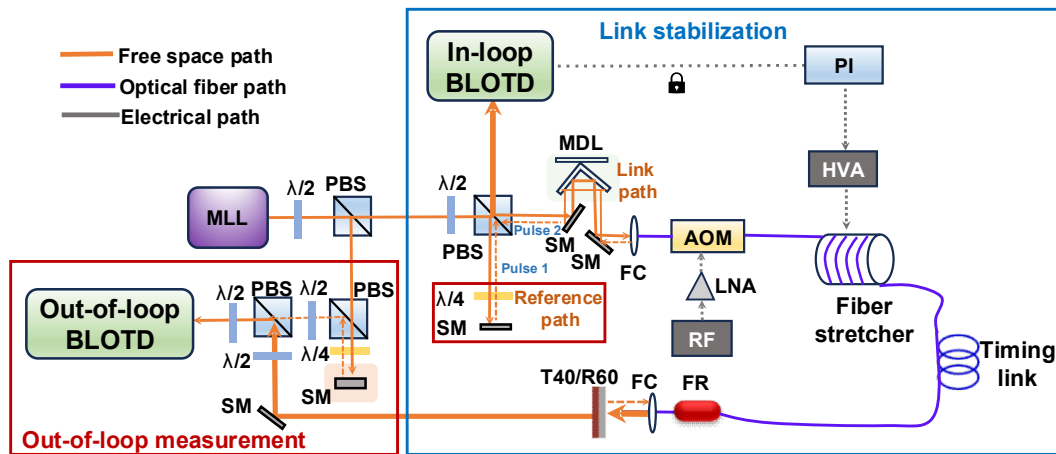 Link stabilization
Free space path
Optical fiber path
Electrical path
In-loop
BLOTD
PI
HVA
MDL
Link
path
λ/2
PBS
λ/2
MLL
PBS
Pulse 2
SM
SM
FC
AOM
LNA
RF
Fiber
stretcher
Timing
link
Pulse 1
λ/4
SM
Reference
path
Out-of-loop
BLOTD
λ/2
PBS
λ/2
PBS
λ/2
λ/4
SM
SM
T40/R60
FC
FR
Out-of-loop measurement